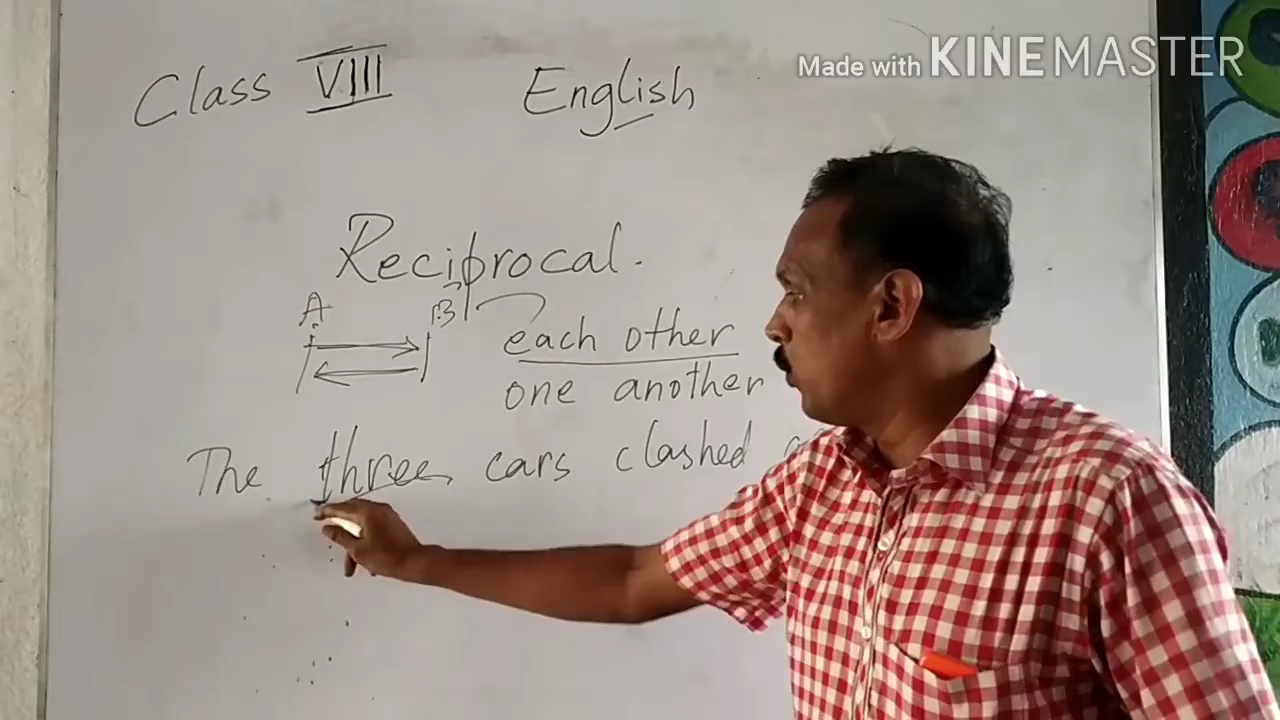 Made with KINEMASTER
Class VIII English
Reciprocal.
A B
each other
one another
The three cars clashed